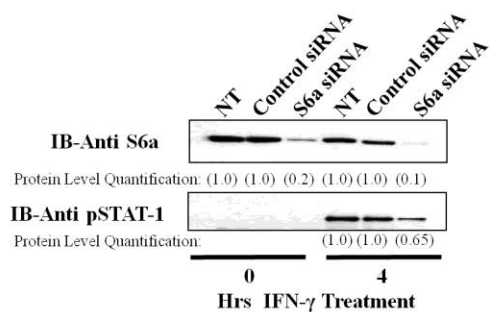 NT Control siRNA S6a siRNA NT Control siRNA S6a siRNA
IB-Anti S6a
Protein Level Quantification: (1.0) (1.0) (0.2) (1.0) (1.0) (0.1)
IB-Anti pSTAT-1
Protein Level Quantification: (1.0) (1.0) (0.65)
0 4
Hrs IFN-γ Treatment